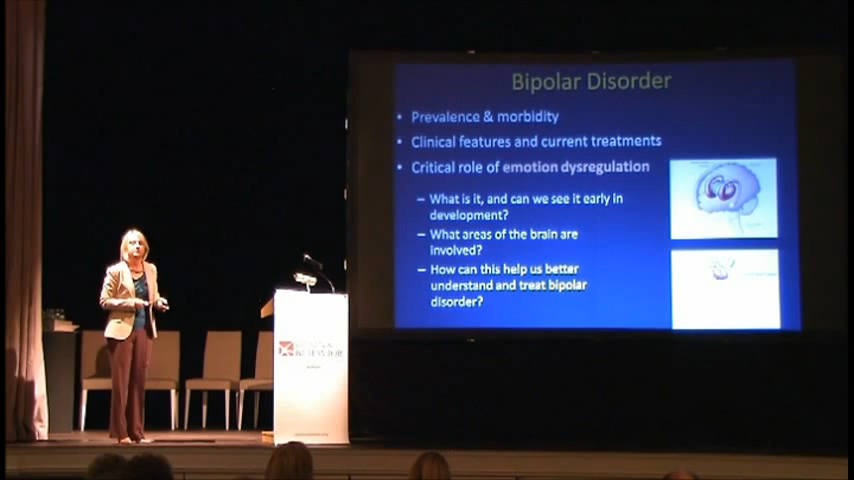 Bipolar Disorder
• Prevalence & morbidity
• Clinical features and current treatments
• Critical role of emotion dysregulation
– What is it, and can we see it early in
development?
– What areas of the brain are
involved?
– How can this help us better
understand and treat bipolar
disorder?